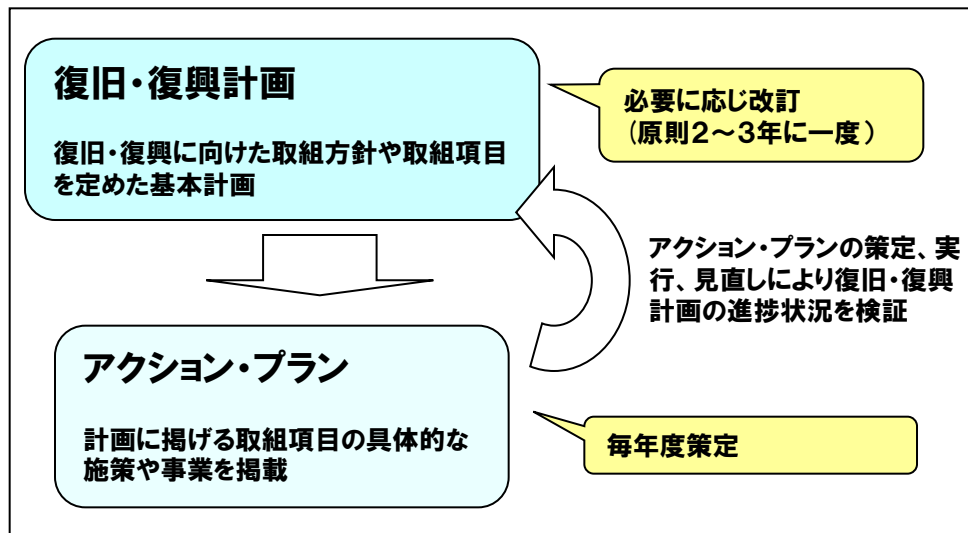 復旧・復興計画
復旧・復興に向けた取組方針や取組項目
を定めた基本計画
必要に応じ改訂
(原則２～３年に一度)
アクション・プランの策定、実
行、見直しにより復旧・復興
計画の進捗状況を検証
アクション・プラン
計画に掲げる取組項目の具体的な
施策や事業を掲載
毎年度策定